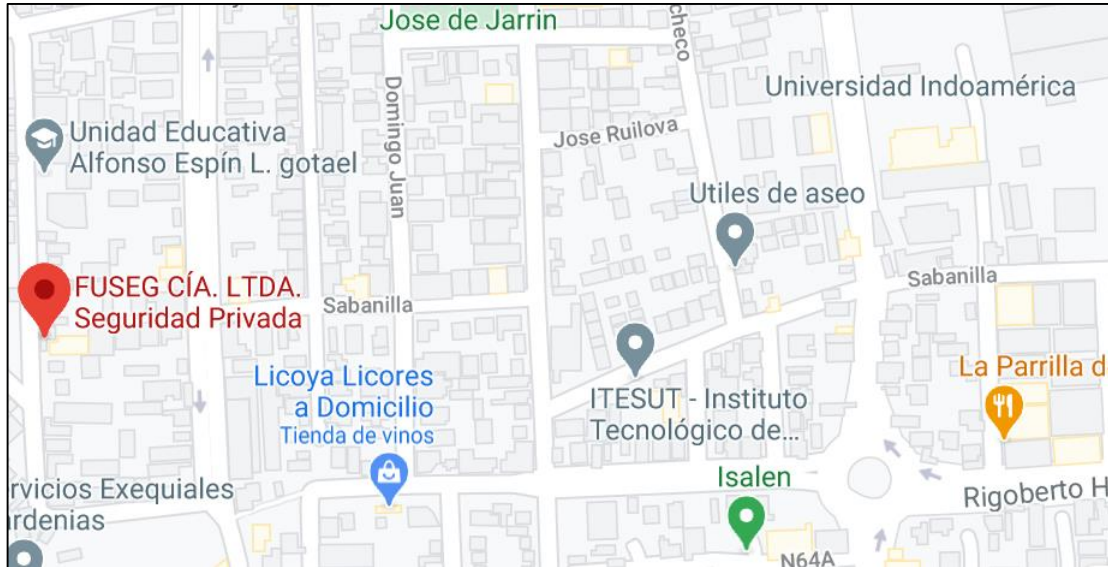 Jose de Jarrin
checo
Universidad Indoamérica
Domingo Juan
Jose Ruilova
Unidad Educativa
Alfonso Espín L. gotael
Utiles de aseo
Sabanilla
FUSEG CÍA. LTDA.
Seguridad Privada
Sabanilla
Licoya Licores
a Domicilio
Tienda de vinos
La Parrilla d
ITESUT - Instituto
Tecnológico de...
Isalen
rvicios Exequiales
ardenias
Rigoberto H
N64A